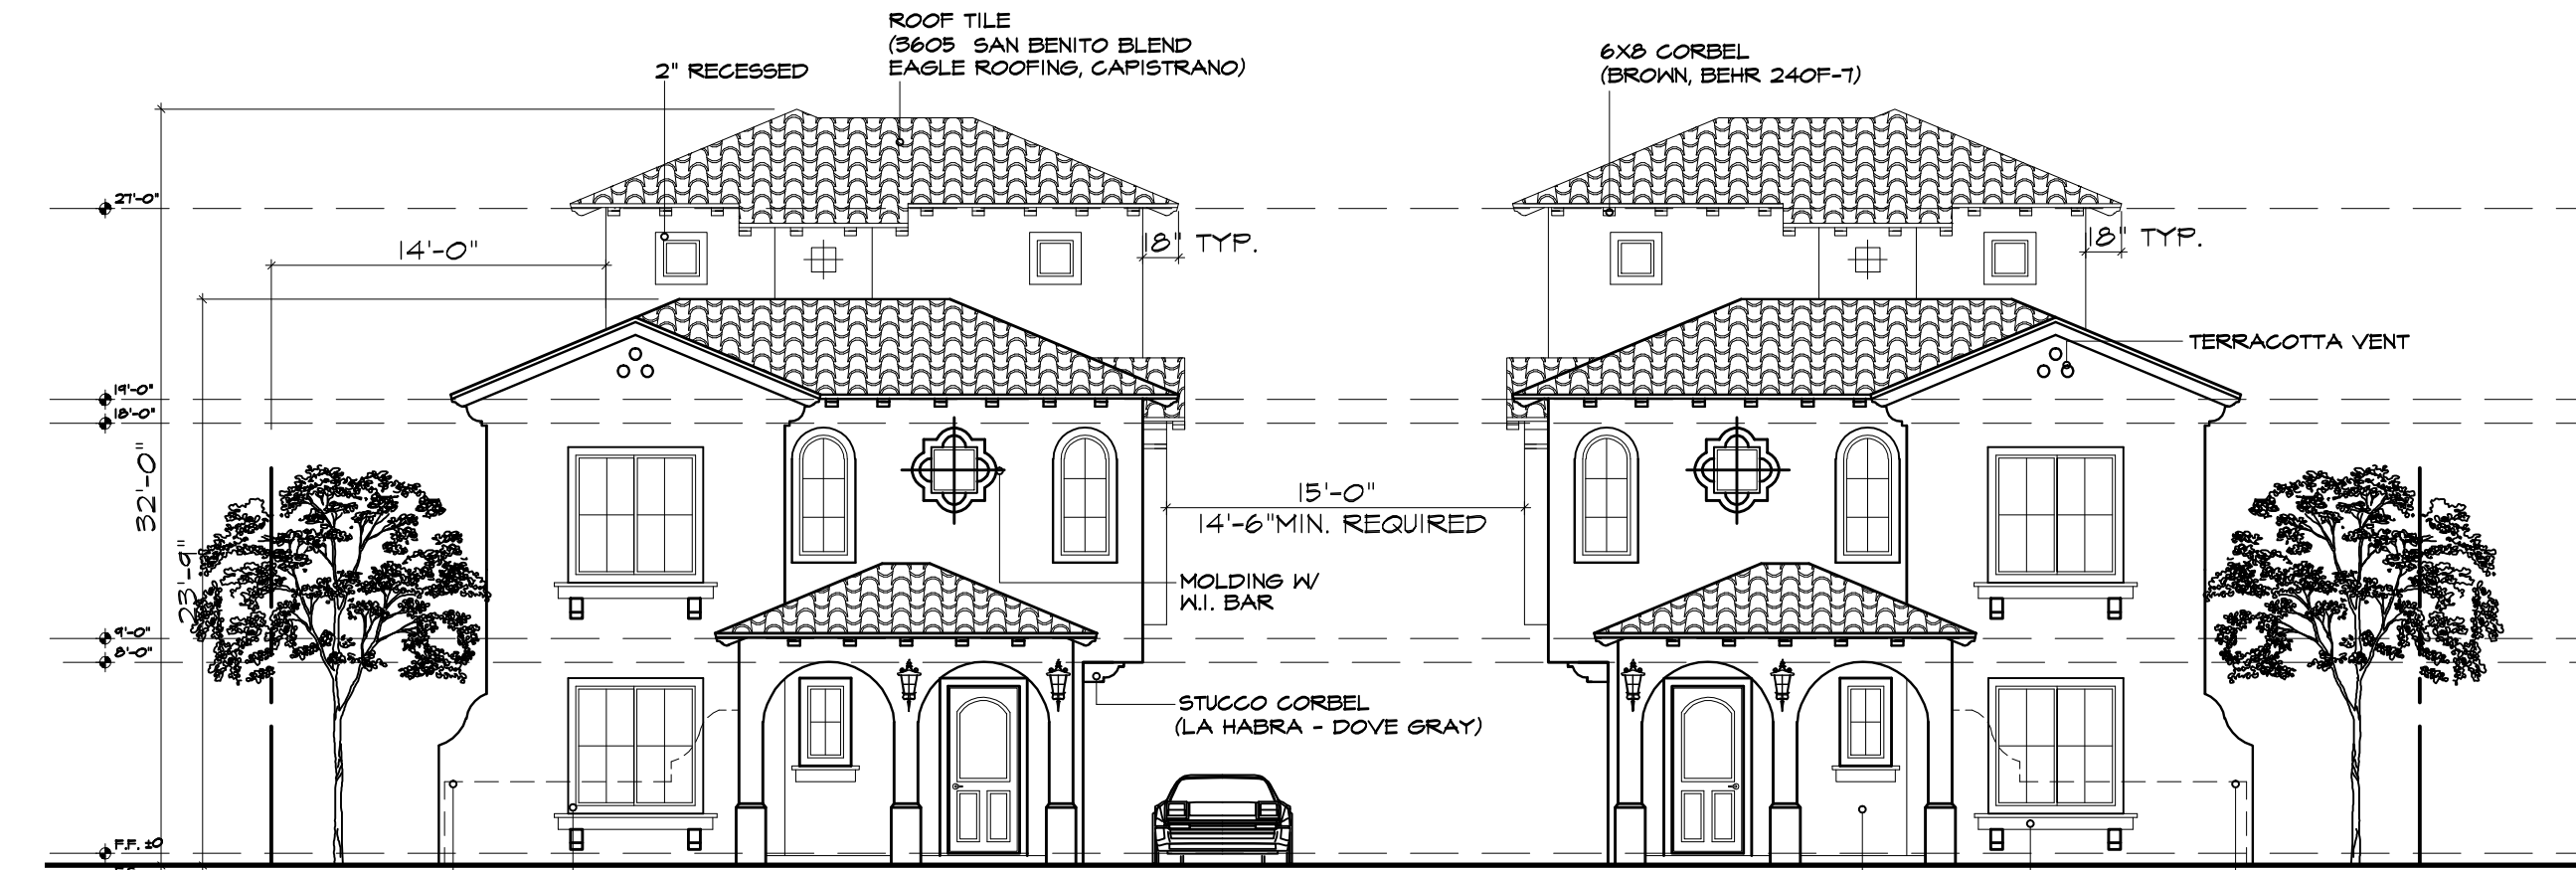 ROOF TILE
(3605 SAN BENITO BLEND
EAGLE ROOFING, CAPISTRANO)
2" RECESSED
6X8 CORBEL
(BROWN, BEHR 240F-7)
27'-0"
14'-0"
18" TYP.
18" TYP.
TERRACOTTA VENT
19'-0"
18'-0"
32'-0"
23'-9"
15'-0"
14'-6"MIN. REQUIRED
MOLDING W/
W.I. BAR
9'-0"
8'-0"
STUCCO CORBEL
(LA HABRA - DOVE GRAY)
F.F. ±0